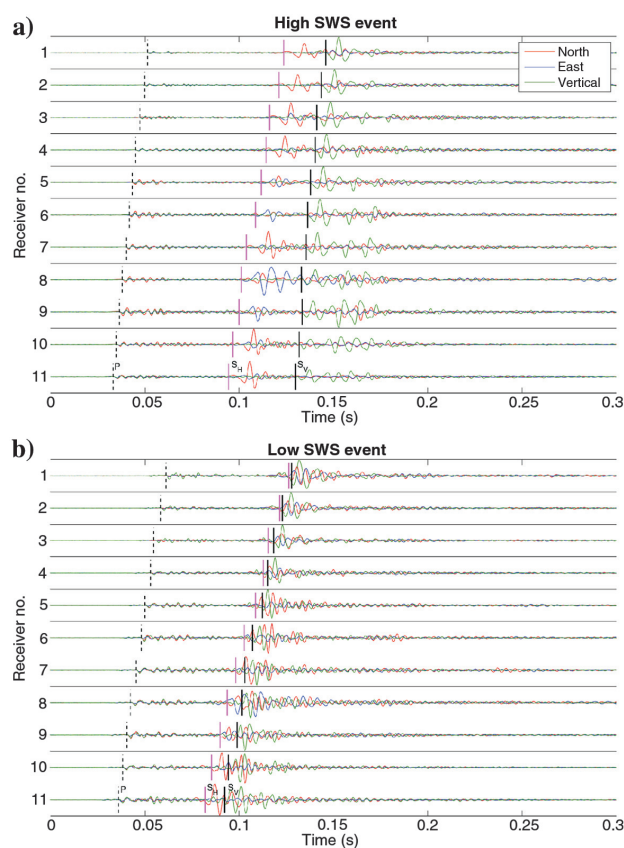 a)
High SWS event
North
East
Vertical
Receiver no.
1
2
3
4
5
6
7
8
9
10
11
P
SH
SV
0
0.05
0.1
0.15
0.2
0.25
0.3
Time (s)
b)
Low SWS event
Receiver no.
1
2
3
4
5
6
7
8
9
10
11
P
SH
SV
0
0.05
0.1
0.15
0.2
0.25
0.3
Time (s)